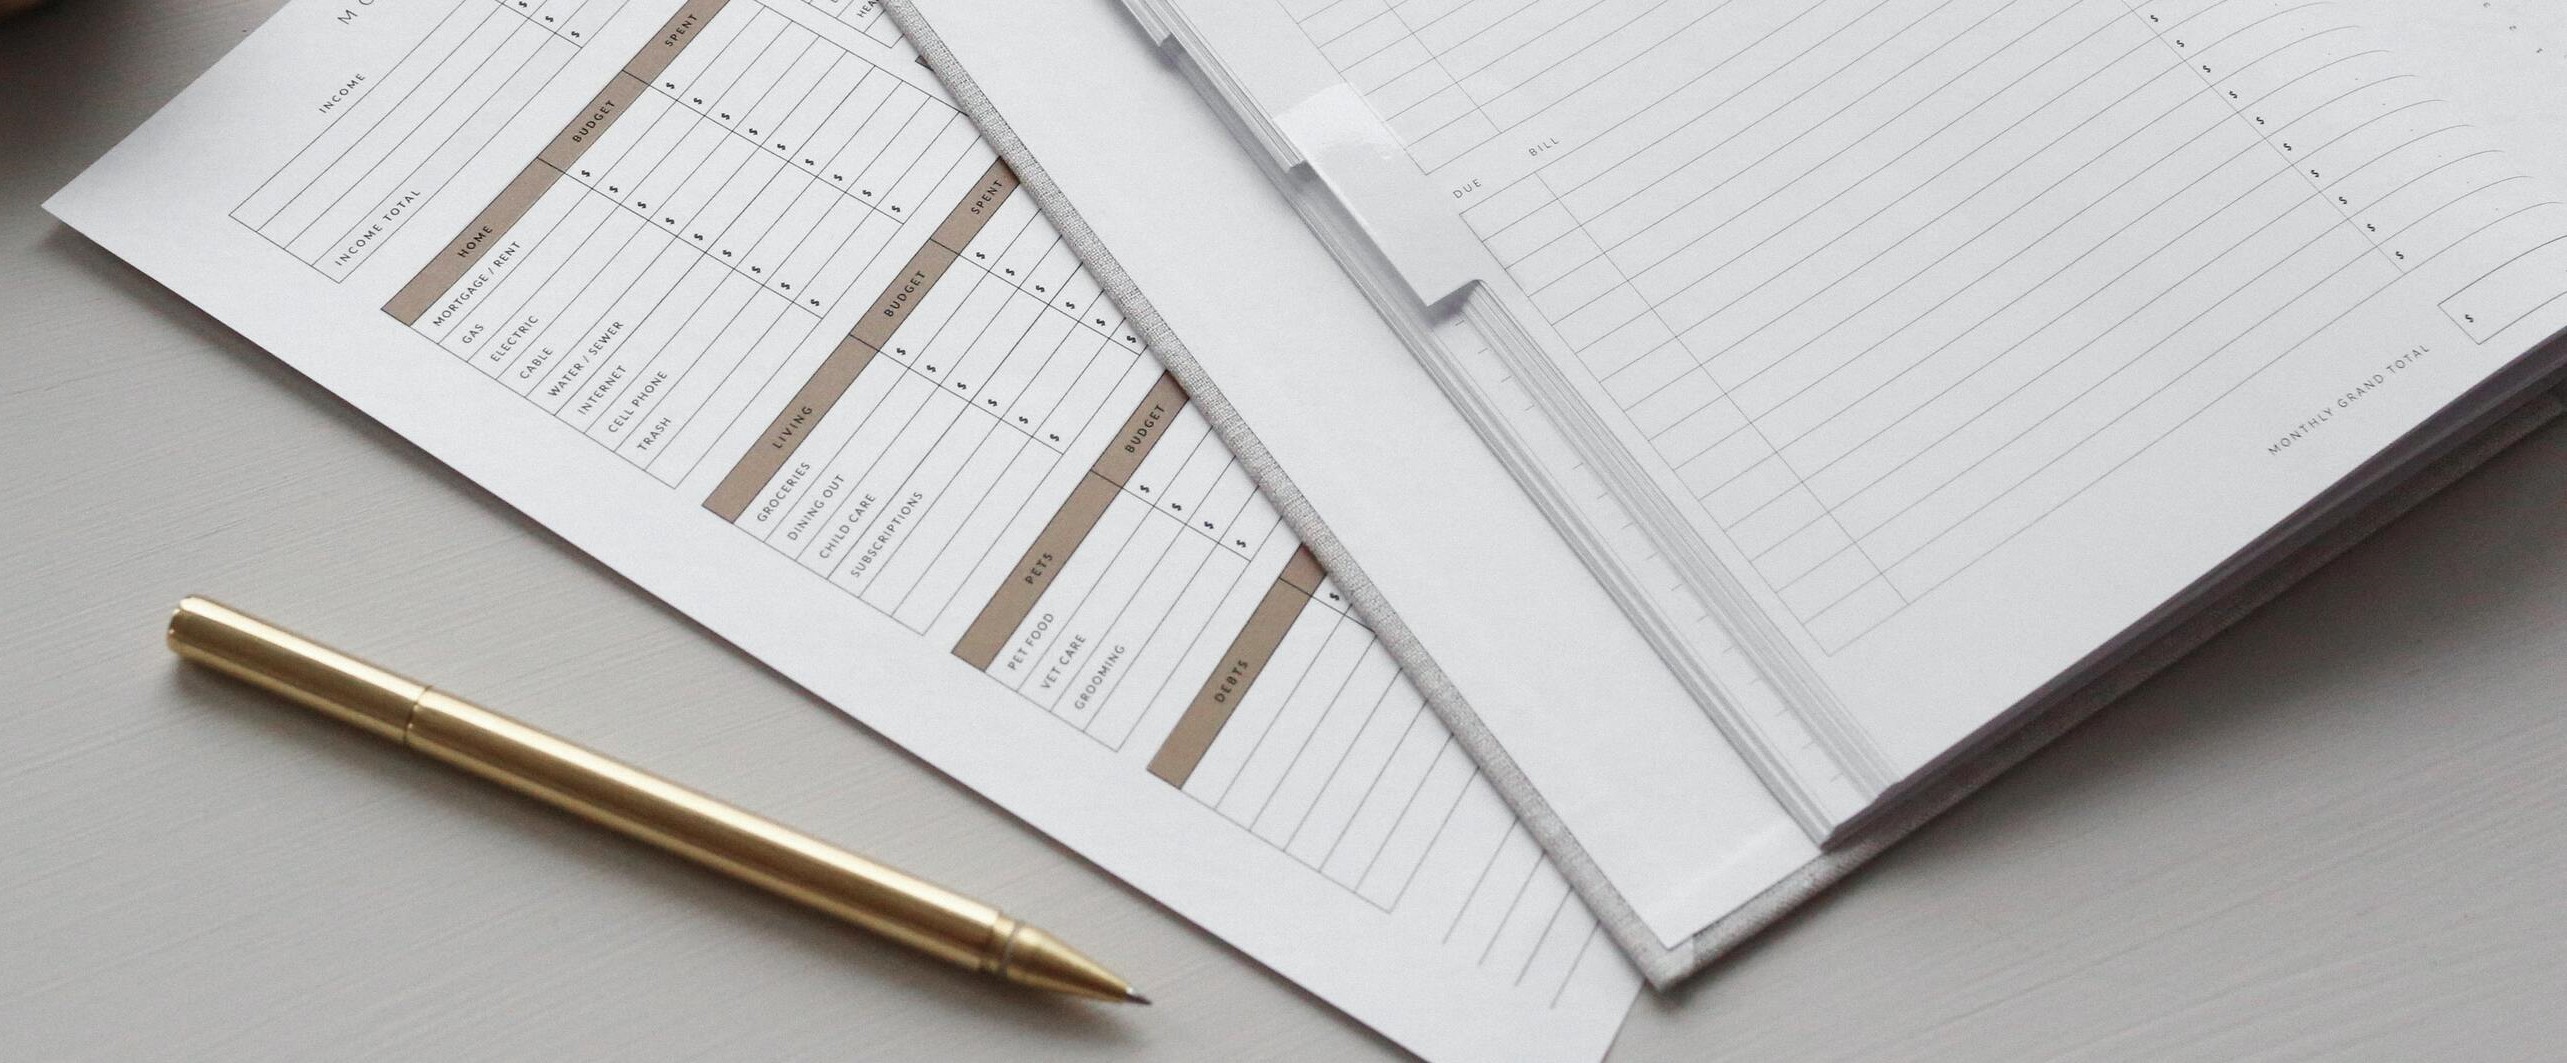 INCOME
$
$
$
INCOME TOTAL
HOME BUDGET SPENT
MORTGAGE / RENT $ $
GAS $ $
ELECTRIC $ $
CABLE $ $
WATER / SEWER $ $
INTERNET $ $
CELL PHONE $ $
TRASH $ $
$
LIVING BUDGET SPENT
GROCERIES $ $
DINING OUT $ $
CHILD CARE $ $
SUBSCRIPTIONS $ $
$ $
$ $
PETS BUDGET
PET FOOD $
VET CARE $
GROOMING $
$
DEBTS
$
DUE BILL
$
$
$
$
$
$
$
$
$
$
MONTHLY GRAND TOTAL $